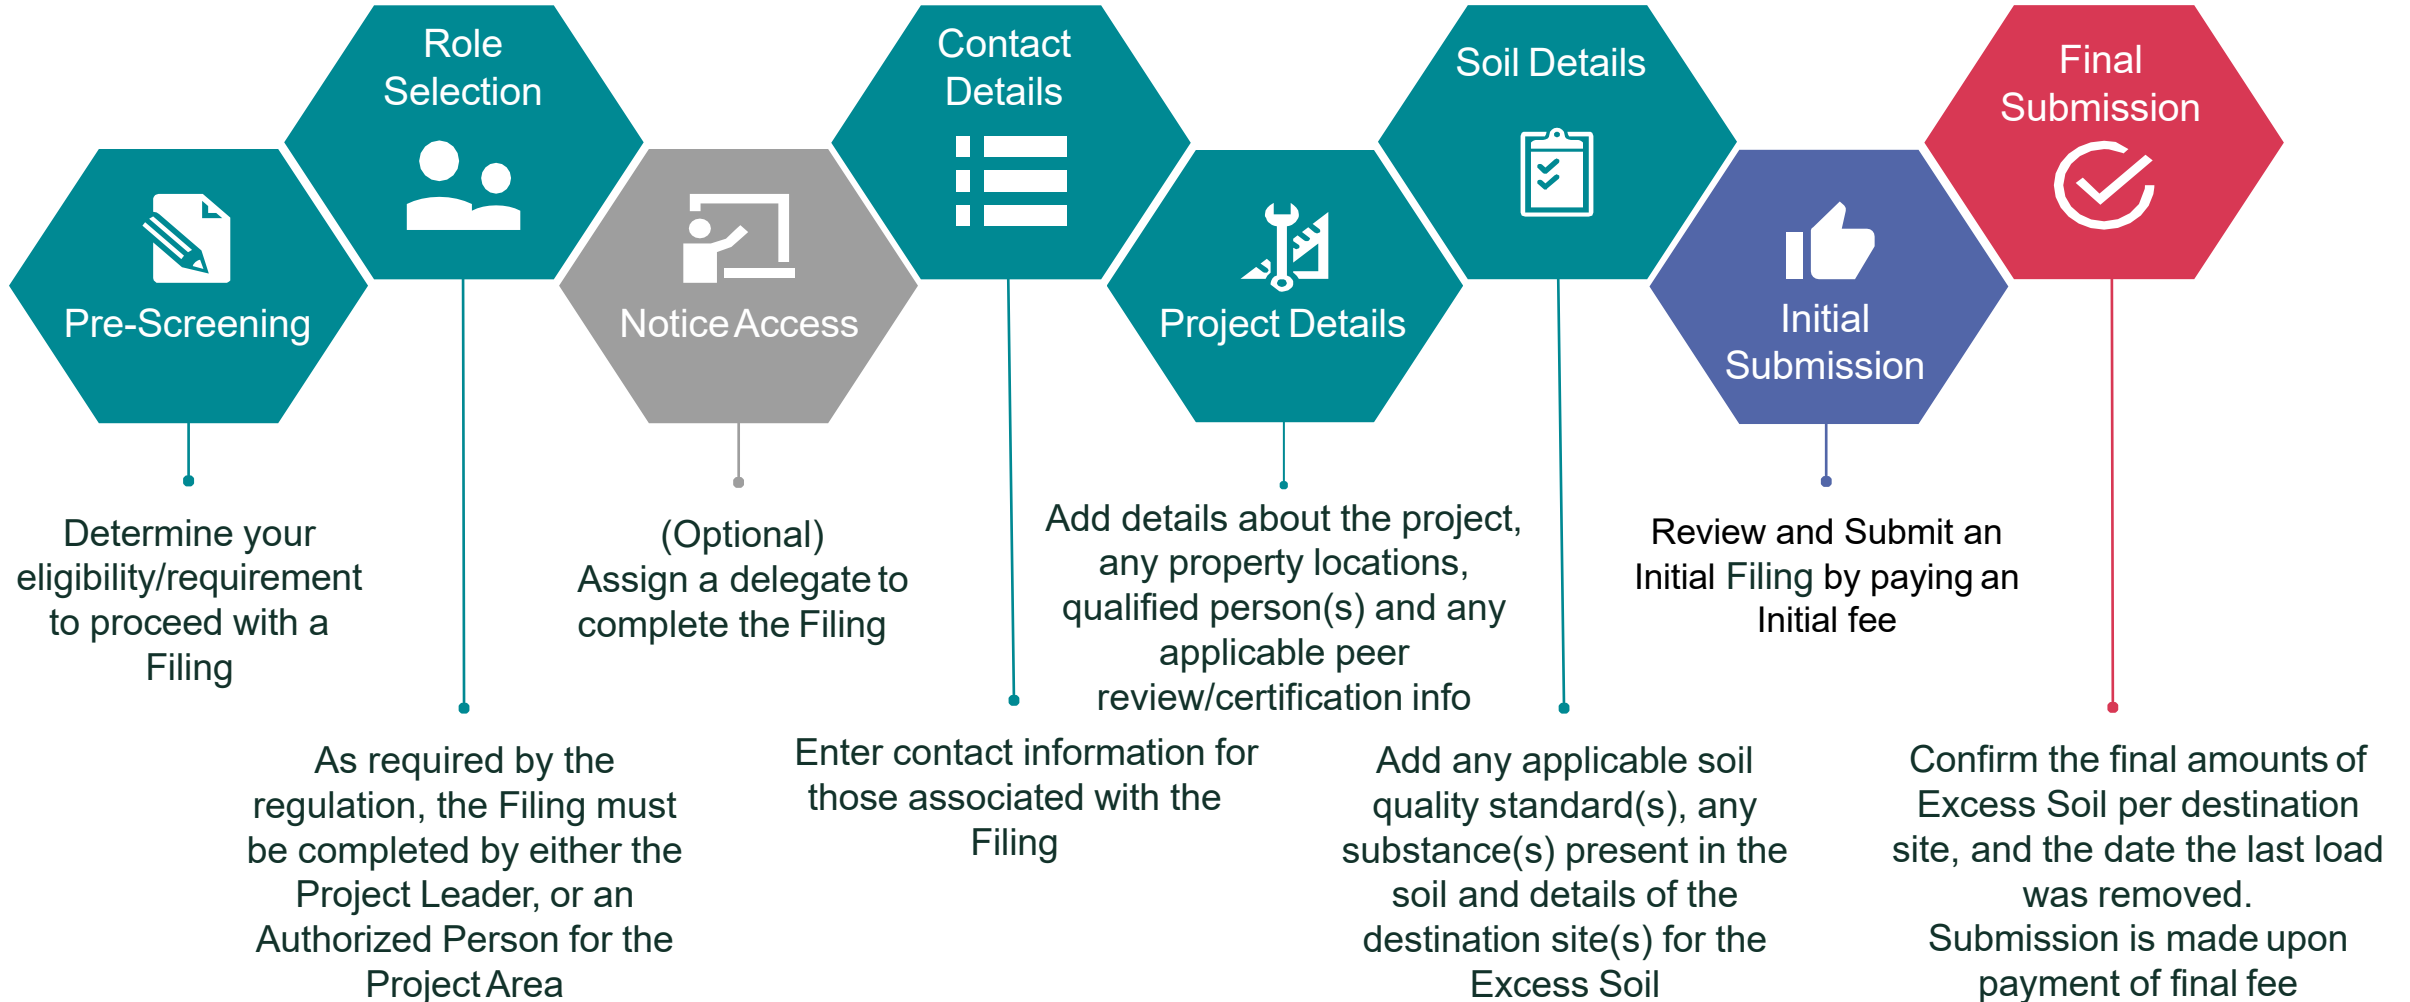 Pre-Screening
Determine your
eligibility/requirement
to proceed with a
Filing
Role
Selection
As required by the
regulation, the Filing must
be completed by either the
Project Leader, or an
Authorized Person for the
Project Area
Notice Access
(Optional)
Assign a delegate to
complete the Filing
Contact
Details
Enter contact information for
those associated with the
Filing
Project Details
Add details about the project,
any property locations,
qualified person(s) and any
applicable peer
review/certification info
Soil Details
Add any applicable soil
quality standard(s), any
substance(s) present in the
soil and details of the
destination site(s) for the
Excess Soil
Initial
Submission
Review and Submit an
Initial Filing by paying an
Initial fee
Final
Submission
Confirm the final amounts of
Excess Soil per destination
site, and the date the last load
was removed.
Submission is made upon
payment of final fee